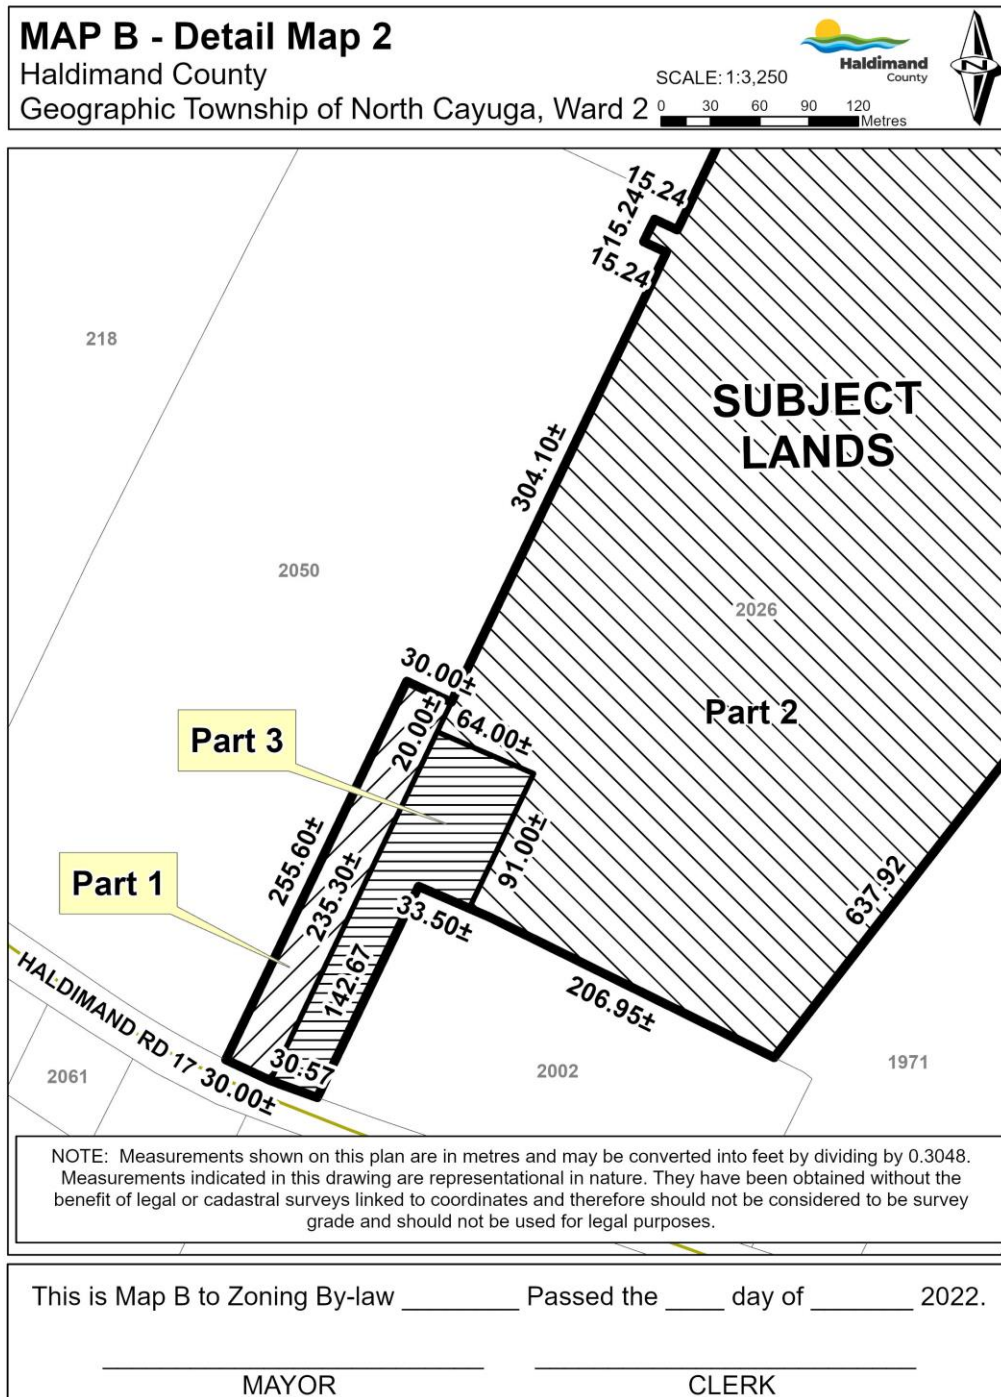 MAP B - Detail Map 2
Haldimand County
Geographic Township of North Cayuga, Ward 2
SCALE: 1:3,250
0 30 60 90 120
Metres
Haldimand
County
N
15.24
15.24
15.24
218
SUBJECT
LANDS
304.10±
2050
2026
30.00±
Part 2
20.00±
64.00±
Part 3
255.60±
91.00±
235.30±
Part 1
33.50±
637.92
142.67
206.95±
HALDIMAND RD 17
30.00±
30.57
2061
2002
1971
NOTE: Measurements shown on this plan are in metres and may be converted into feet by dividing by 0.3048.
Measurements indicated in this drawing are representational in nature. They have been obtained without the
benefit of legal or cadastral surveys linked to coordinates and therefore should not be considered to be survey
grade and should not be used for legal purposes.
This is Map B to Zoning By-law ________ Passed the ____ day of _______ 2022.
MAYOR
CLERK